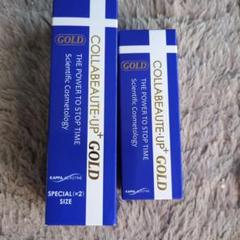 GOLD
COLLABEAUTE-UP+ GOLD
THE POWER TO STOP TIME
Scientific Cosmetology
SPECIAL(×2)
SIZE
GOLD
COLLABEAUTE-UP+ GOLD
THE POWER TO STOP TIME
Scientific Cosmetology